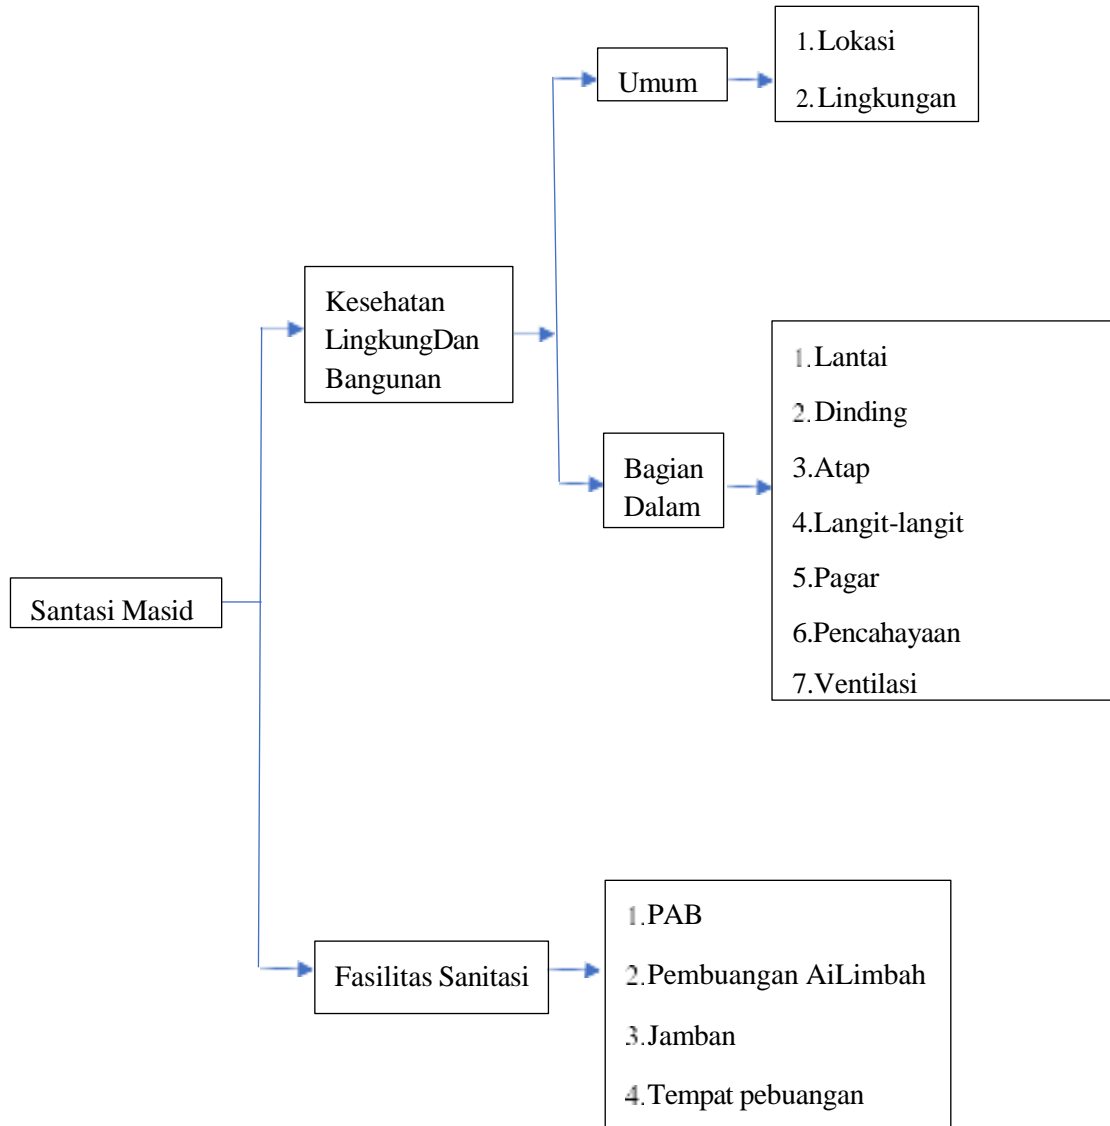 Umum
1. Lokasi
2. Lingkungan
Kesehatan
LingkungDan
Bangunan
Bagian
Dalam
1.Lantai
2.Dinding
3.Atap
4.Langit-langit
5.Pagar
6.Pencahayaan
7.Ventilasi
Santasi Masid
Fasilitas Sanitasi
1.PAB
2.Pembuangan AiLimbah
3.Jamban
4.Tempat pebuangan